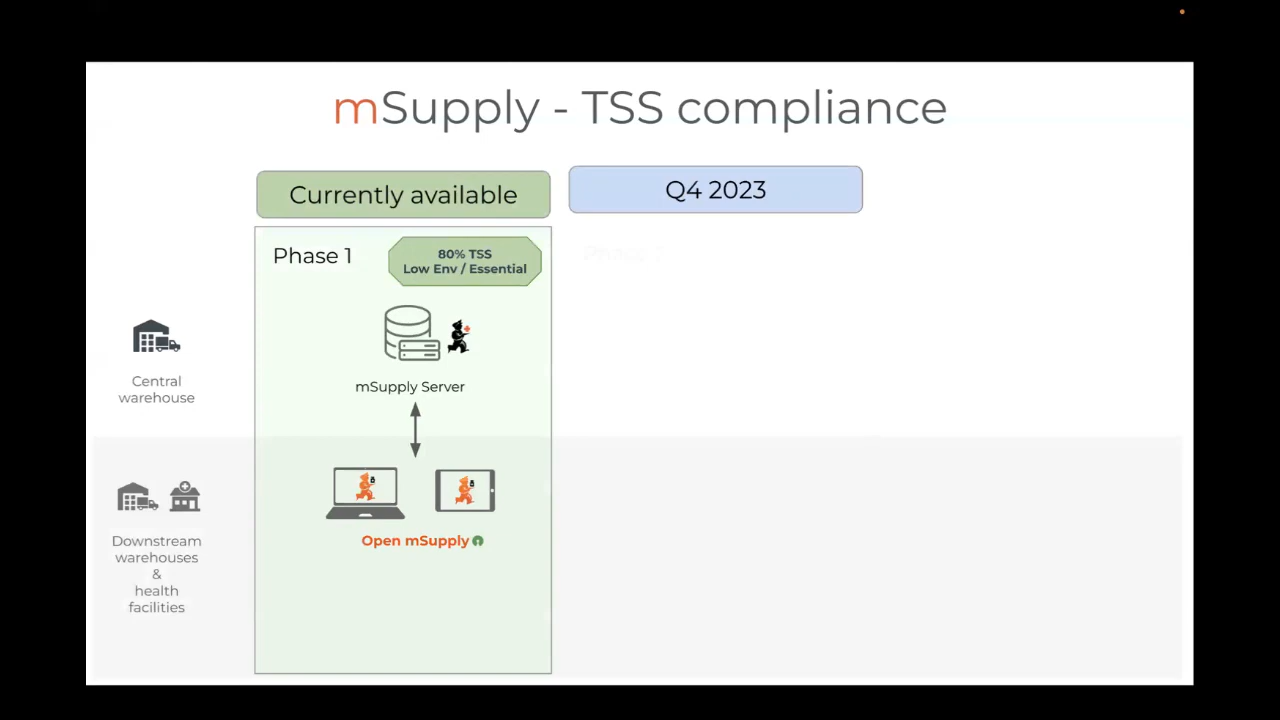 mSupply - TSS compliance
Currently available
Q4 2023
Phase 1
80% TSS
Low Env / Essential
Central
warehouse
mSupply Server
Downstream
warehouses
&
health
facilities
Open mSupply